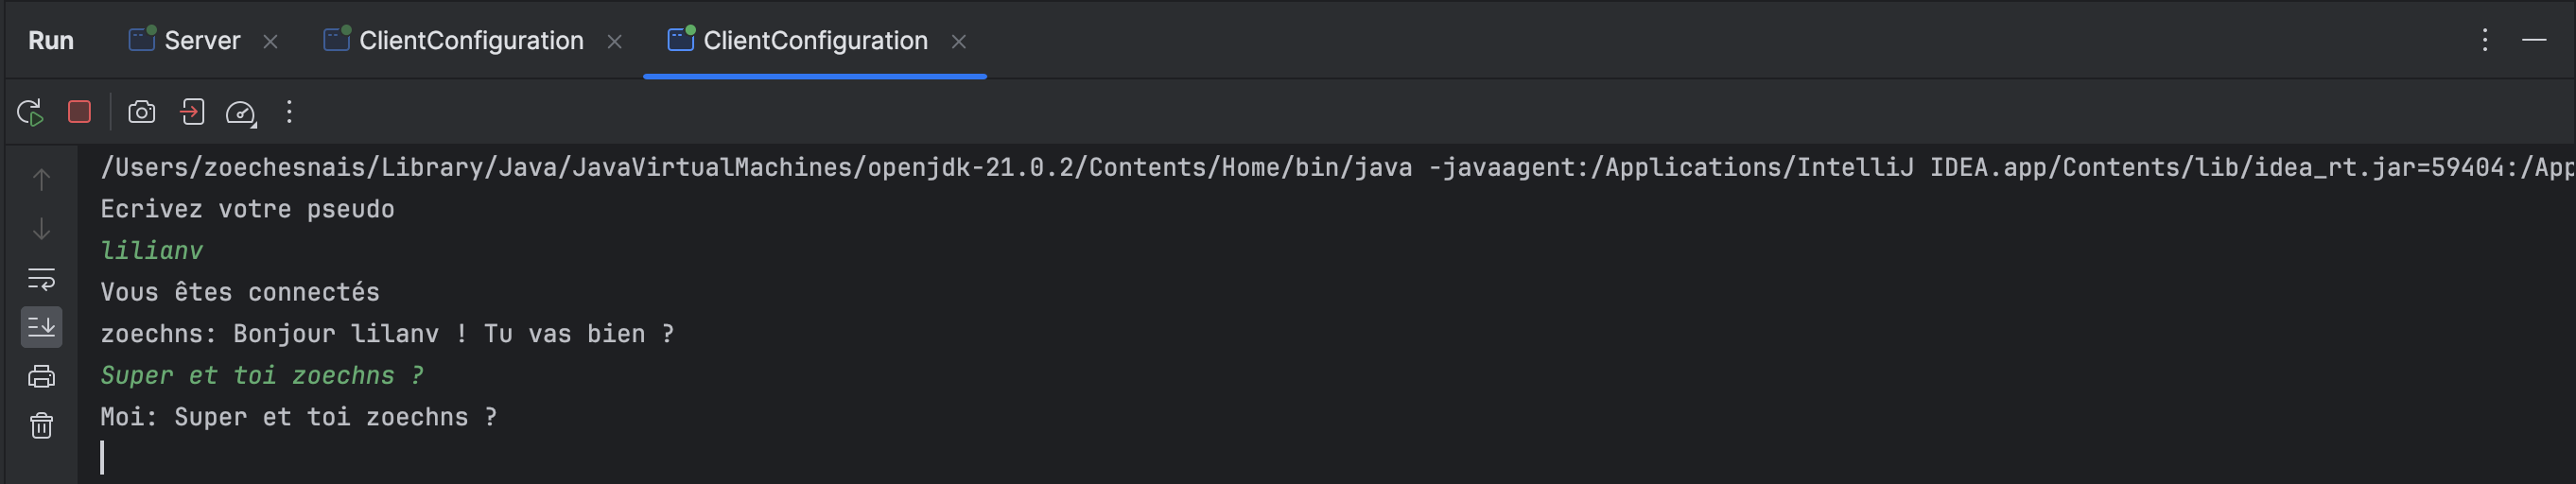 Run Server ClientConfiguration ClientConfiguration
/Users/zoechesnais/Library/Java/JavaVirtualMachines/openjdk-21.0.2/Contents/Home/bin/java -javaagent:/Applications/IntelliJ IDEA.app/Contents/lib/idea_rt.jar=59404:/App
Ecrivez votre pseudo
lilianv
Vous êtes connectés
zoechns: Bonjour lilanv ! Tu vas bien ?
Super et toi zoechns ?
Moi: Super et toi zoechns ?